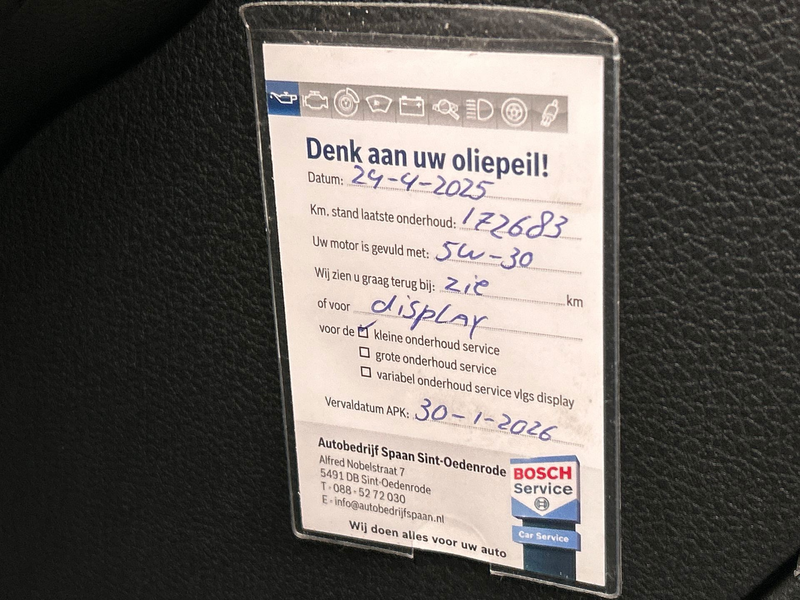 Denk aan uw oliepeil!
Datum: 24-4-2025
Km. stand laatste onderhoud: 172683
Uw motor is gevuld met: 5W-30
Wij zien u graag terug bij: zie km
of voor display
voor de ☑ kleine onderhoud service
☐ grote onderhoud service
☐ variabel onderhoud service vlgs display
Vervaldatum APK: 30-1-2026
Autobedrijf Spaan Sint-Oedenrode
Alfred Nobelstraat 7
5491 DB Sint-Oedenrode
T - 088 - 52 72 030
E - info@autobedrijfspaan.nl
Wij doen alles voor uw auto
BOSCH
Service
Car Service